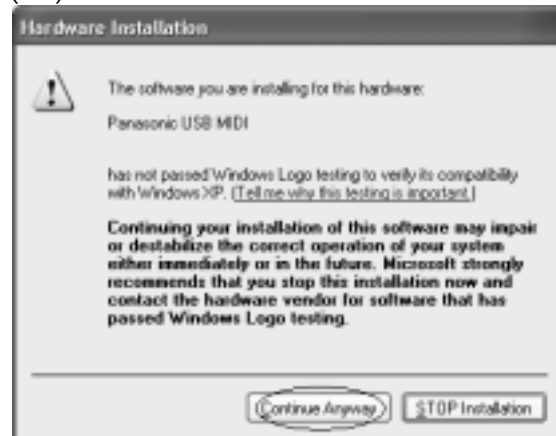 Hardware Installation
The software you are installing for this hardware:
Panasonic USB MIDI
has not passed Windows Logo testing to verify its compatibility
with Windows XP. (Tell me why this testing is important.)
Continuing your installation of this software may impair
or destabilize the correct operation of your system
either immediately or in the future. Microsoft strongly
recommends that you stop this installation now and
contact the hardware vendor for software that has
passed Windows Logo testing.
Continue Anyway STOP Installation